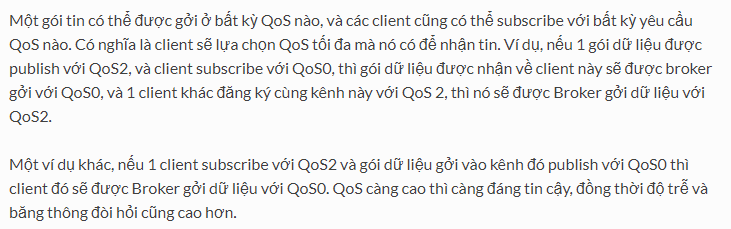 Một gói tin có thể được gởi ở bất kỳ QoS nào, và các client cũng có thể subscribe với bất kỳ yêu cầu
QoS nào. Có nghĩa là client sẽ lựa chọn QoS tối đa mà nó có để nhận tin. Ví dụ, nếu 1 gói dữ liệu được
publish với QoS2, và client subscribe với QoS0, thì gói dữ liệu được nhận về client này sẽ được broker
gởi với QoS0, và 1 client khác đăng ký cùng kênh này với QoS 2, thì nó sẽ được Broker gởi dữ liệu với
QoS2.
Một ví dụ khác, nếu 1 client subscribe với QoS2 và gói dữ liệu gởi vào kênh đó publish với QoS0 thì
client đó sẽ được Broker gởi dữ liệu với QoS0. QoS càng cao thì càng đáng tin cậy, đồng thời độ trễ và
băng thông đòi hỏi cũng cao hơn.